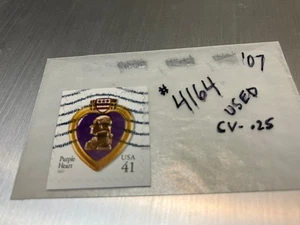 '07
#4164
USED
CV- .25
Purple
Heart
USA
41